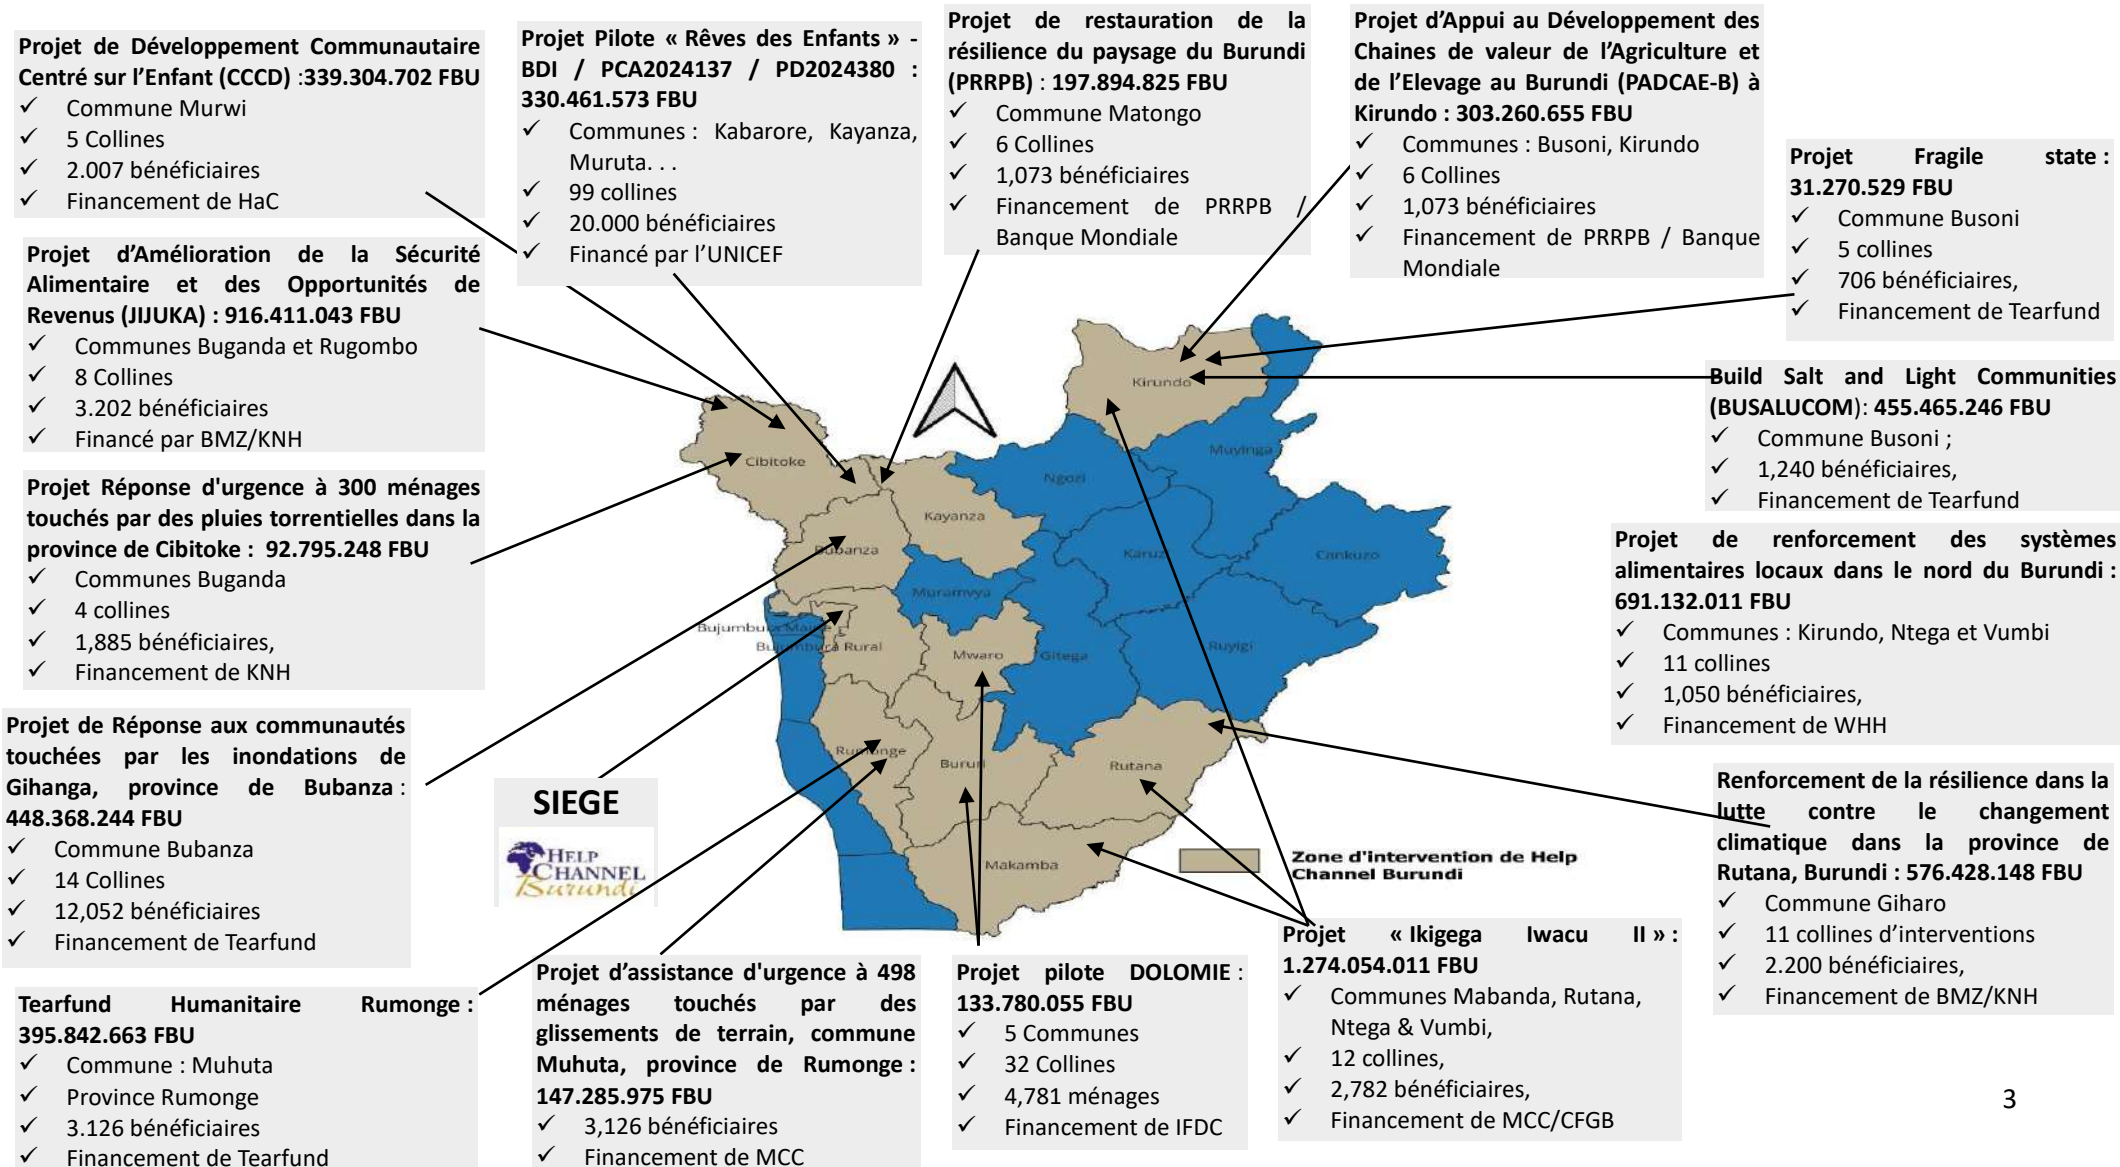 Projet de Développement Communautaire
Centré sur l’Enfant (CCCD) :339.304.702 FBU
✓ Commune Murwi
✓ 5 Collines
✓ 2.007 bénéficiaires
✓ Financement de HaC
Projet Pilote « Rêves des Enfants » -
BDI / PCA2024137 / PD2024380 :
330.461.573 FBU
✓ Communes : Kabarore, Kayanza,
Muruta. . .
✓ 99 collines
✓ 20.000 bénéficiaires
✓ Financé par l’UNICEF
Projet de restauration de la
résilience du paysage du Burundi
(PRRPB) : 197.894.825 FBU
✓ Commune Matongo
✓ 6 Collines
✓ 1,073 bénéficiaires
✓ Financement de PRRPB /
Banque Mondiale
Projet d’Appui au Développement des
Chaines de valeur de l’Agriculture et
de l’Elevage au Burundi (PADCAE-B) à
Kirundo : 303.260.655 FBU
✓ Communes : Busoni, Kirundo
✓ 6 Collines
✓ 1,073 bénéficiaires
✓ Financement de PRRPB / Banque
Mondiale
Projet Fragile state :
31.270.529 FBU
✓ Commune Busoni
✓ 5 collines
✓ 706 bénéficiaires,
✓ Financement de Tearfund
Projet d’Amélioration de la Sécurité
Alimentaire et des Opportunités de
Revenus (JIJUKA) : 916.411.043 FBU
✓ Communes Buganda et Rugombo
✓ 8 Collines
✓ 3.202 bénéficiaires
✓ Financé par BMZ/KNH
Build Salt and Light Communities
(BUSALUCOM): 455.465.246 FBU
✓ Commune Busoni ;
✓ 1,240 bénéficiaires,
✓ Financement de Tearfund
Projet Réponse d'urgence à 300 ménages
touchés par des pluies torrentielles dans la
province de Cibitoke : 92.795.248 FBU
✓ Communes Buganda
✓ 4 collines
✓ 1,885 bénéficiaires,
✓ Financement de KNH
Projet de renforcement des systèmes
alimentaires locaux dans le nord du Burundi :
691.132.011 FBU
✓ Communes : Kirundo, Ntega et Vumbi
✓ 11 collines
✓ 1,050 bénéficiaires,
✓ Financement de WHH
Kirundo
Muyinga
Cibitoke
Ngozi
Kayanza
Bubanza
Karuzi
Cankuzo
Muramvya
Bujumbura Mairie
Bujumbura Rural
Mwaro
Gitega
Ruyigi
Rumonge
Bururi
Rutana
Makamba
Projet de Réponse aux communautés
touchées par les inondations de
Gihanga, province de Bubanza :
448.368.244 FBU
✓ Commune Bubanza
✓ 14 Collines
✓ 12,052 bénéficiaires
✓ Financement de Tearfund
SIEGE
HELP
CHANNEL
Burundi
Zone d'intervention de Help
Channel Burundi
Renforcement de la résilience dans la
lutte contre le changement
climatique dans la province de
Rutana, Burundi : 576.428.148 FBU
✓ Commune Giharo
✓ 11 collines d’interventions
✓ 2.200 bénéficiaires,
✓ Financement de BMZ/KNH
Tearfund Humanitaire Rumonge :
395.842.663 FBU
✓ Commune : Muhuta
✓ Province Rumonge
✓ 3.126 bénéficiaires
✓ Financement de Tearfund
Projet d’assistance d'urgence à 498
ménages touchés par des
glissements de terrain, commune
Muhuta, province de Rumonge :
147.285.975 FBU
✓ 3,126 bénéficiaires
✓ Financement de MCC
Projet pilote DOLOMIE :
133.780.055 FBU
✓ 5 Communes
✓ 32 Collines
✓ 4,781 ménages
✓ Financement de IFDC
Projet « Ikigega Iwacu II » :
1.274.054.011 FBU
✓ Communes Mabanda, Rutana,
Ntega & Vumbi,
✓ 12 collines,
✓ 2,782 bénéficiaires,
✓ Financement de MCC/CFGB
3